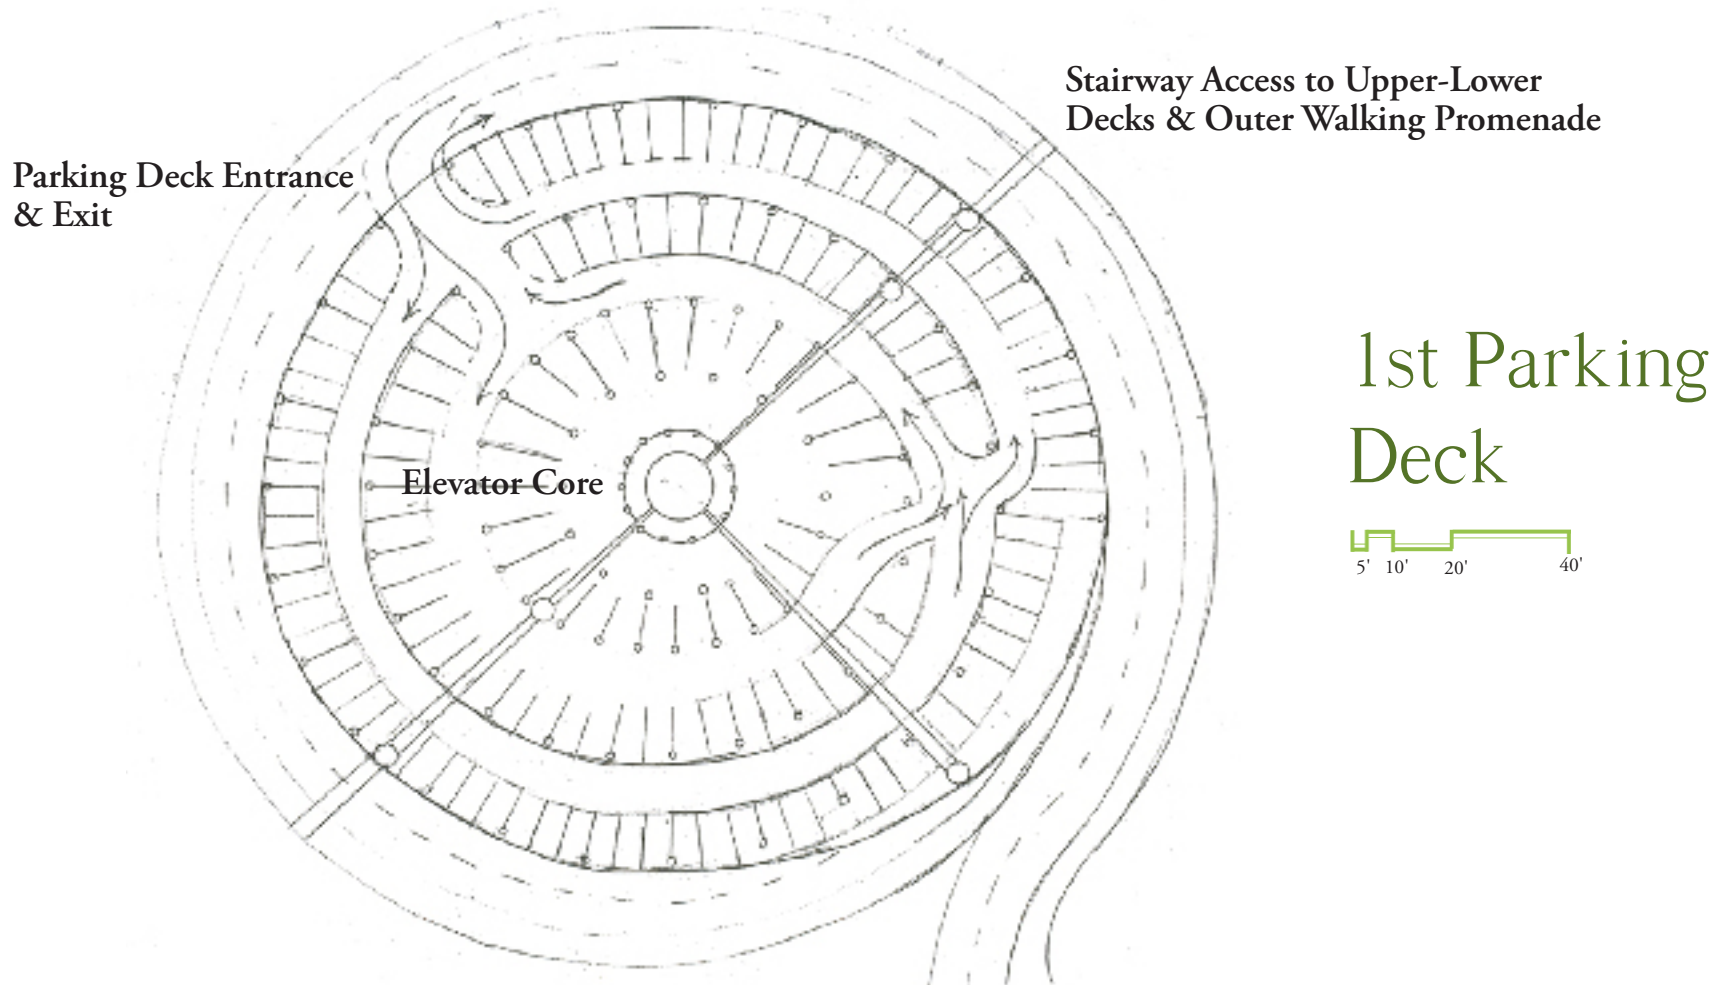 Stairway Access to Upper-Lower
Decks & Outer Walking Promenade
Parking Deck Entrance
& Exit
Elevator Core
1st Parking
Deck
5' 10' 20' 40'